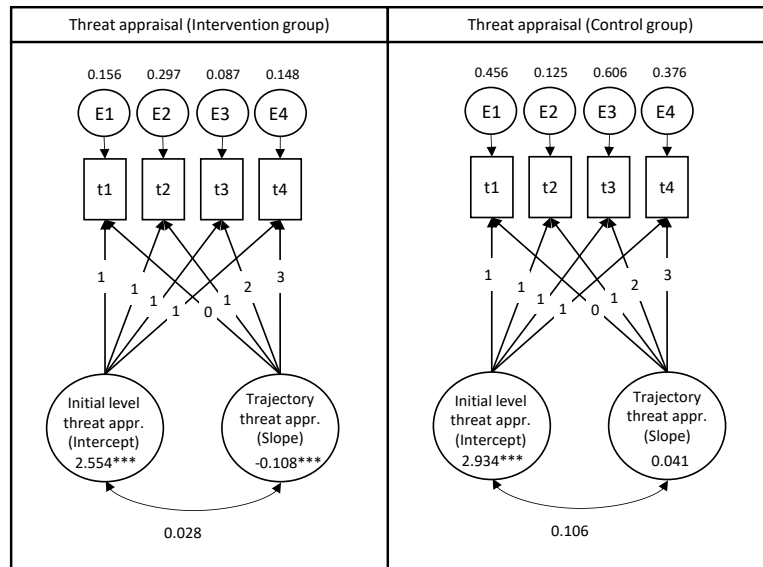 Threat appraisal (Intervention group)
0.156 0.297 0.087 0.148
E1 E2 E3 E4
t1 t2 t3 t4
1 1 1 1 0 1 2 3
Initial level
threat appr.
(Intercept)
2.554***
Trajectory
threat appr.
(Slope)
-0.108***
0.028
Threat appraisal (Control group)
0.456 0.125 0.606 0.376
E1 E2 E3 E4
t1 t2 t3 t4
1 1 1 1 0 1 2 3
Initial level
threat appr.
(Intercept)
2.934***
Trajectory
threat appr.
(Slope)
0.041
0.106